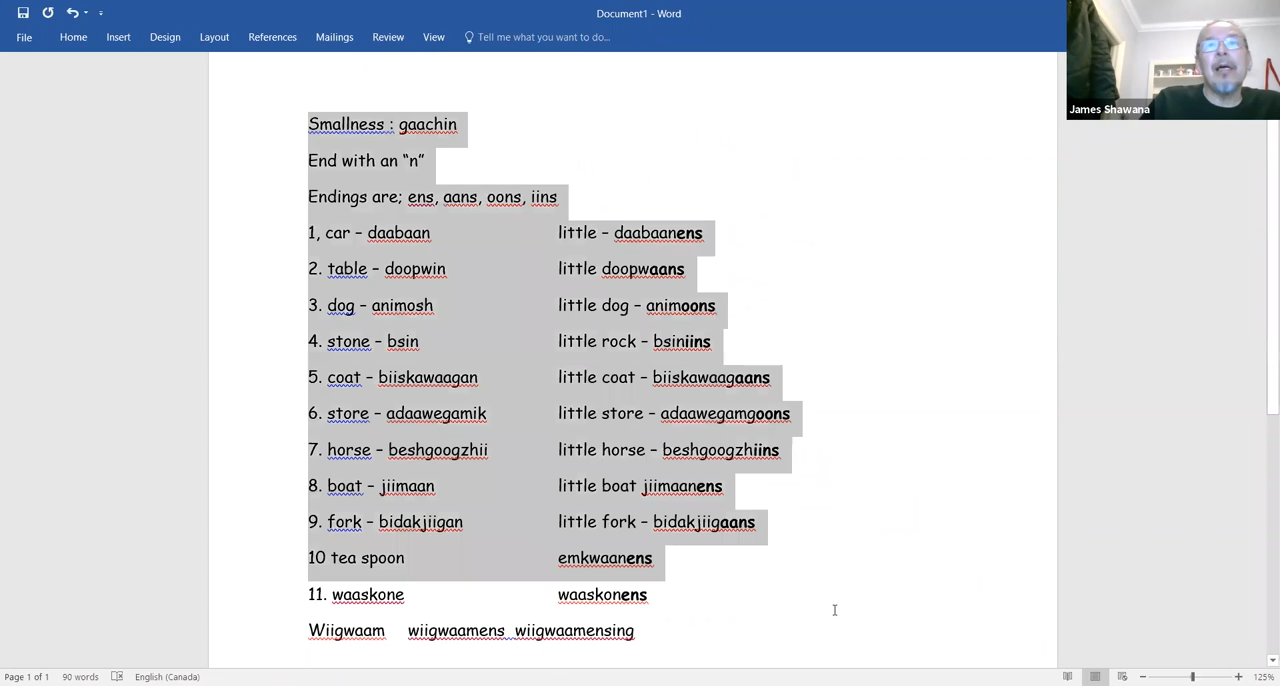 Document1 - Word
File Home Insert Design Layout References Mailings Review View Tell me what you want to do...
James Shawana
Smallness : gaachin
End with an “n”
Endings are; ens, aans, oons, iins
1, car – daabaan little – daabaanens
2. table – doopwin little doopwaans
3. dog – animosh little dog – animoons
4. stone – bsin little rock – bsiniins
5. coat – biiskawaagan little coat – biiskawaagaans
6. store – adaawegamik little store – adaawegamgoons
7. horse – beshgoogzhii little horse – beshgoogzhiins
8. boat – jiimaan little boat jiimaanens
9. fork – bidakjiigan little fork – bidakjiigaans
10 tea spoon emkwaanens
11. waaskone waaskonens
Wiigwaam wiigwaamens wiigwaamensing
Page 1 of 1 90 words English (Canada) 125%